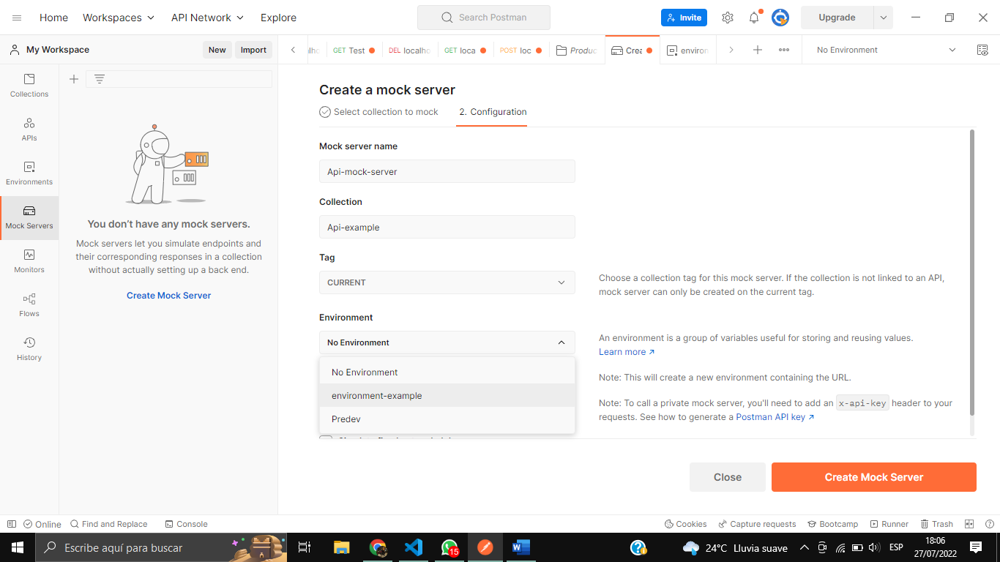 Home Workspaces API Network Explore Search Postman Invite Upgrade
My Workspace New Import
GET Test DEL localho GET loca POST loc Produc Crea environ No Environment
Collections
APIs
Environments
Mock Servers
Monitors
Flows
History
You don’t have any mock servers.
Mock servers let you simulate endpoints and
their corresponding responses in a collection
without actually setting up a back end.
Create Mock Server
Create a mock server
Select collection to mock 2. Configuration
Mock server name
Api-mock-server
Collection
Api-example
Tag
CURRENT
Choose a collection tag for this mock server. If the collection is not linked to an API,
mock server can only be created on the current tag.
Environment
No Environment
No Environment
environment-example
Predev
An environment is a group of variables useful for storing and reusing values.
Learn more ↗
Note: This will create a new environment containing the URL.
Note: To call a private mock server, you'll need to add an x-api-key header to your
requests. See how to generate a Postman API key ↗
Close Create Mock Server
Online Find and Replace Console Cookies Capture requests Bootcamp Runner Trash
Escribe aquí para buscar 15 24°C Lluvia suave ESP 18:06
27/07/2022